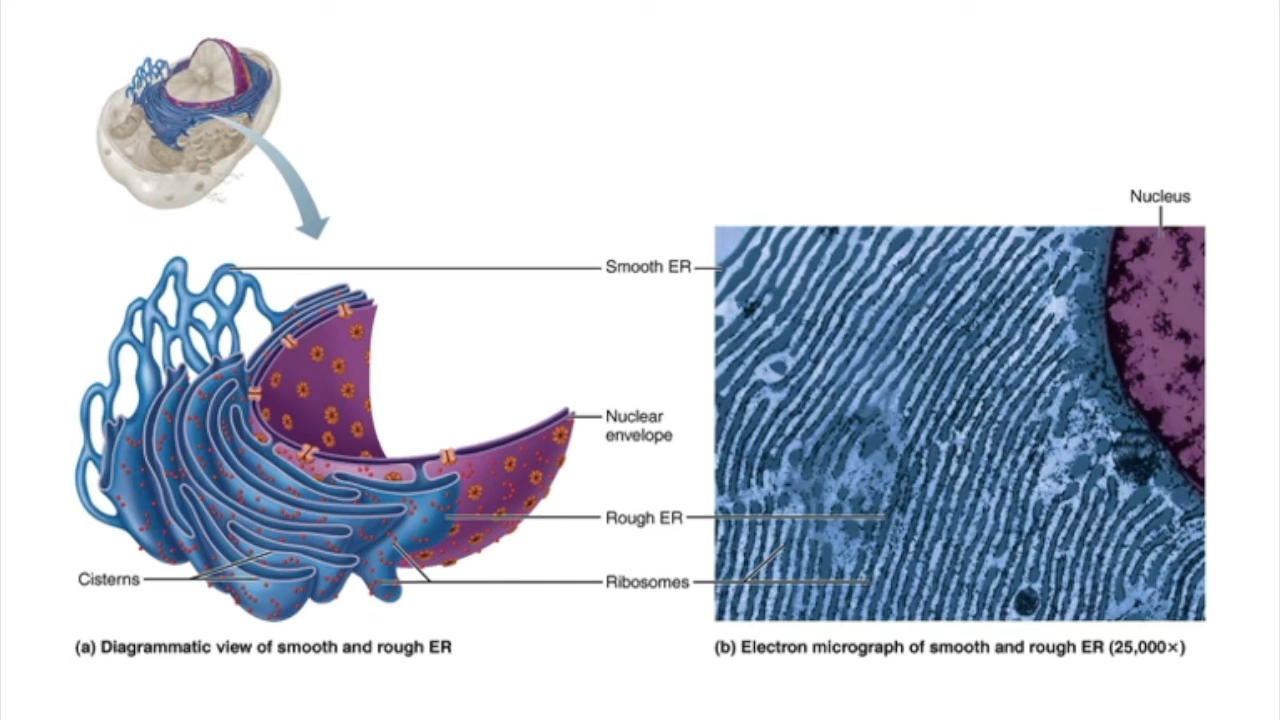 Nucleus
Smooth ER
Nuclear
envelope
Rough ER
Cisterns
Ribosomes
(a) Diagrammatic view of smooth and rough ER
(b) Electron micrograph of smooth and rough ER (25,000×)